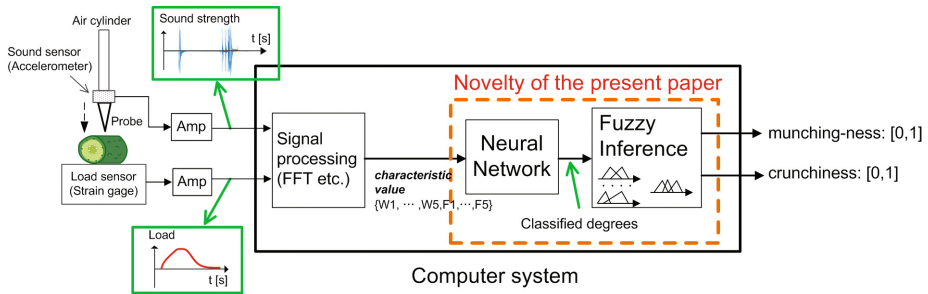 Air cylinder
Sound sensor
(Accelerometer)
Probe
Load sensor
(Strain gage)
Sound strength
t [s]
Amp
Amp
Load
t [s]
Signal
processing
(FFT etc.)
characteristic
value
{W1, ··· ,W5,F1,···,F5}
Novelty of the present paper
Neural
Network
Classified degrees
Fuzzy
Inference
munching-ness: [0,1]
crunchiness: [0,1]
Computer system